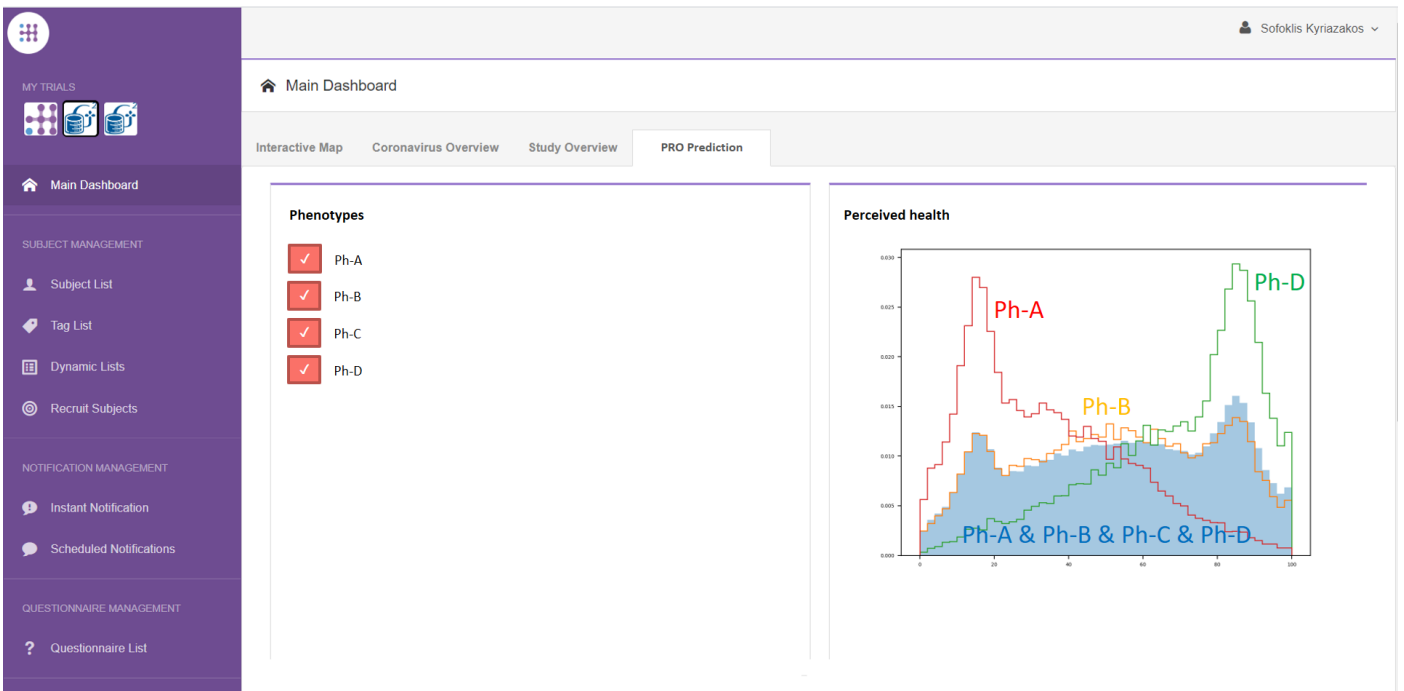 Sofoklis Kyriazakos
MY TRIALS
Main Dashboard
Interactive Map Coronavirus Overview Study Overview PRO Prediction
Main Dashboard
SUBJECT MANAGEMENT
Subject List
Tag List
Dynamic Lists
Recruit Subjects
NOTIFICATION MANAGEMENT
Instant Notification
Scheduled Notifications
QUESTIONNAIRE MANAGEMENT
Questionnaire List
Phenotypes
Ph-A
Ph-B
Ph-C
Ph-D
Perceived health
0.030
0.025
0.020
0.015
0.010
0.005
0.000
Ph-A
Ph-D
Ph-B
Ph-A & Ph-B & Ph-C & Ph-D
0 20 40 60 80 100